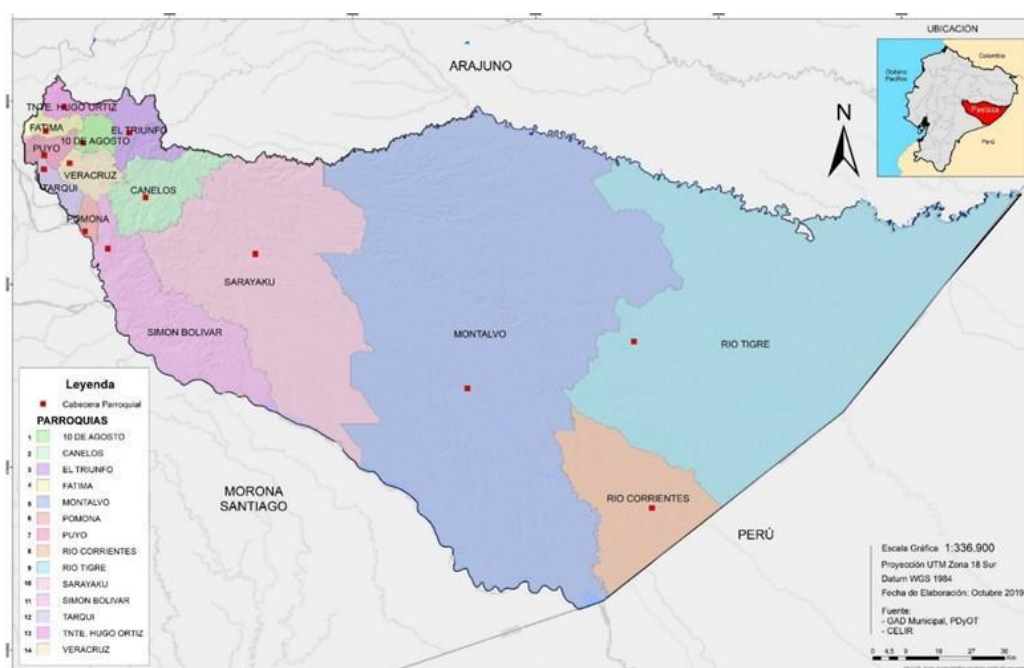 UBICACIÓN
Colombia
Océano
Pacífico
Pastaza
Perú
N
ARAJUNO
TNTE. HUGO ORTIZ
FATIMA
EL TRIUNFO
10 DE AGOSTO
PUYO
VERACRUZ
TARQUI
CANELOS
POMONA
SARAYAKU
SIMON BOLIVAR
MONTALVO
RIO TIGRE
RIO CORRIENTES
MORONA
SANTIAGO
PERÚ
Leyenda
Cabecera Parroquial
PARROQUIAS
1 10 DE AGOSTO
2 CANELOS
3 EL TRIUNFO
4 FATIMA
5 MONTALVO
6 POMONA
7 PUYO
8 RIO CORRIENTES
9 RIO TIGRE
10 SARAYAKU
11 SIMON BOLIVAR
12 TARQUI
13 TNTE. HUGO ORTIZ
14 VERACRUZ
Escala Gráfica 1:336.900
Proyección UTM Zona 18 Sur
Datum WGS 1984
Fecha de Elaboración: Octubre 2019
Fuente:
- GAD Municipal, PDyOT
- CELIR
0 4.5 9 18 27 36